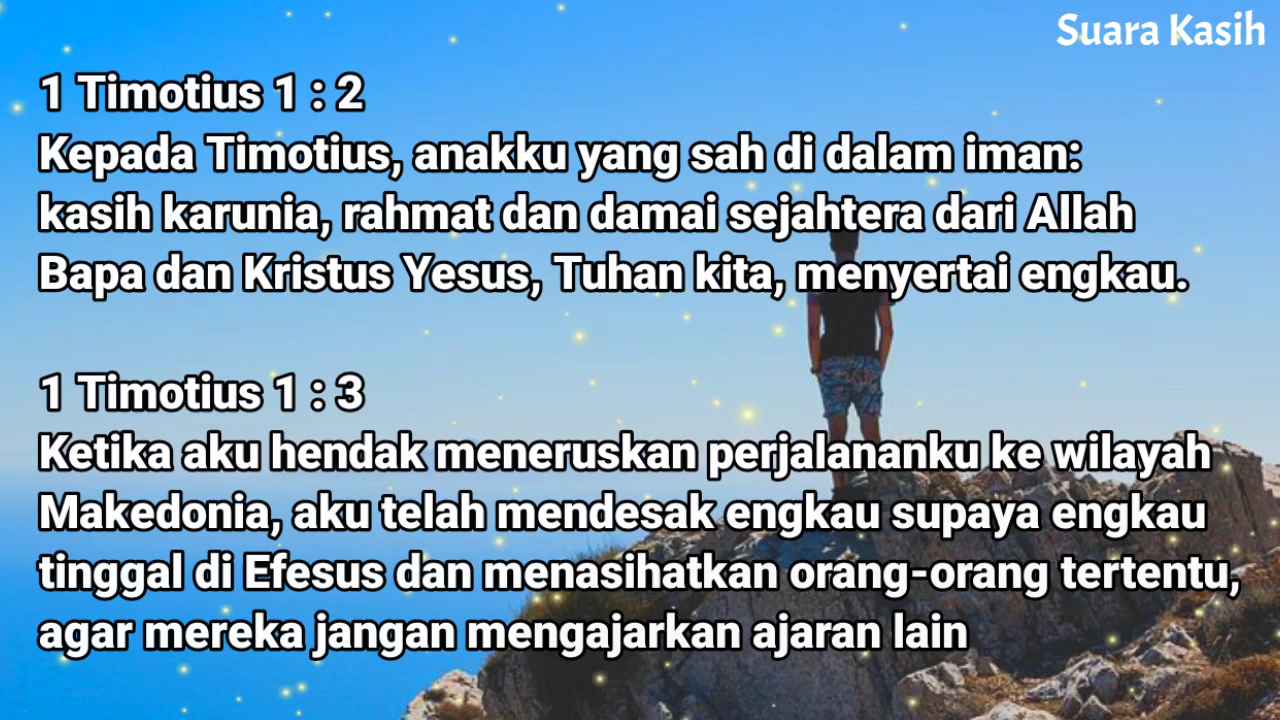 Suara Kasih
1 Timotius 1 : 2
Kepada Timotius, anakku yang sah di dalam iman:
kasih karunia, rahmat dan damai sejahtera dari Allah
Bapa dan Kristus Yesus, Tuhan kita, menyertai engkau.
1 Timotius 1 : 3
Ketika aku hendak meneruskan perjalananku ke wilayah
Makedonia, aku telah mendesak engkau supaya engkau
tinggal di Efesus dan menasihatkan orang-orang tertentu,
agar mereka jangan mengajarkan ajaran lain